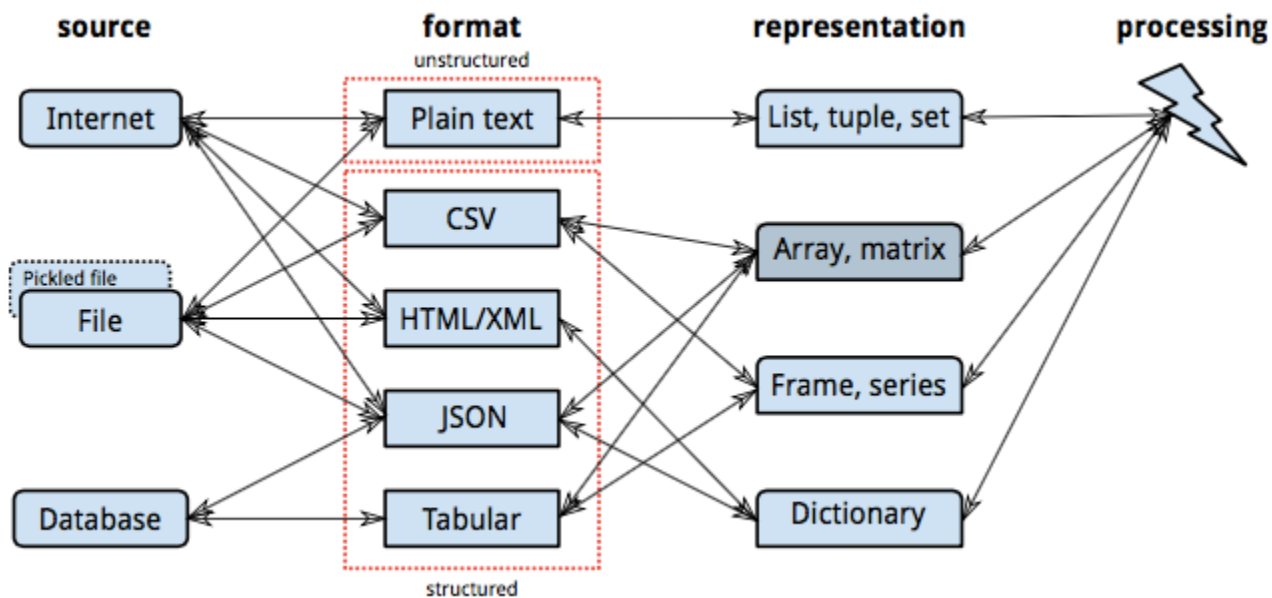 source
format
representation
processing
unstructured
Internet
Plain text
List, tuple, set
CSV
Array, matrix
Pickled file
File
HTML/XML
Frame, series
JSON
Database
Tabular
Dictionary
structured